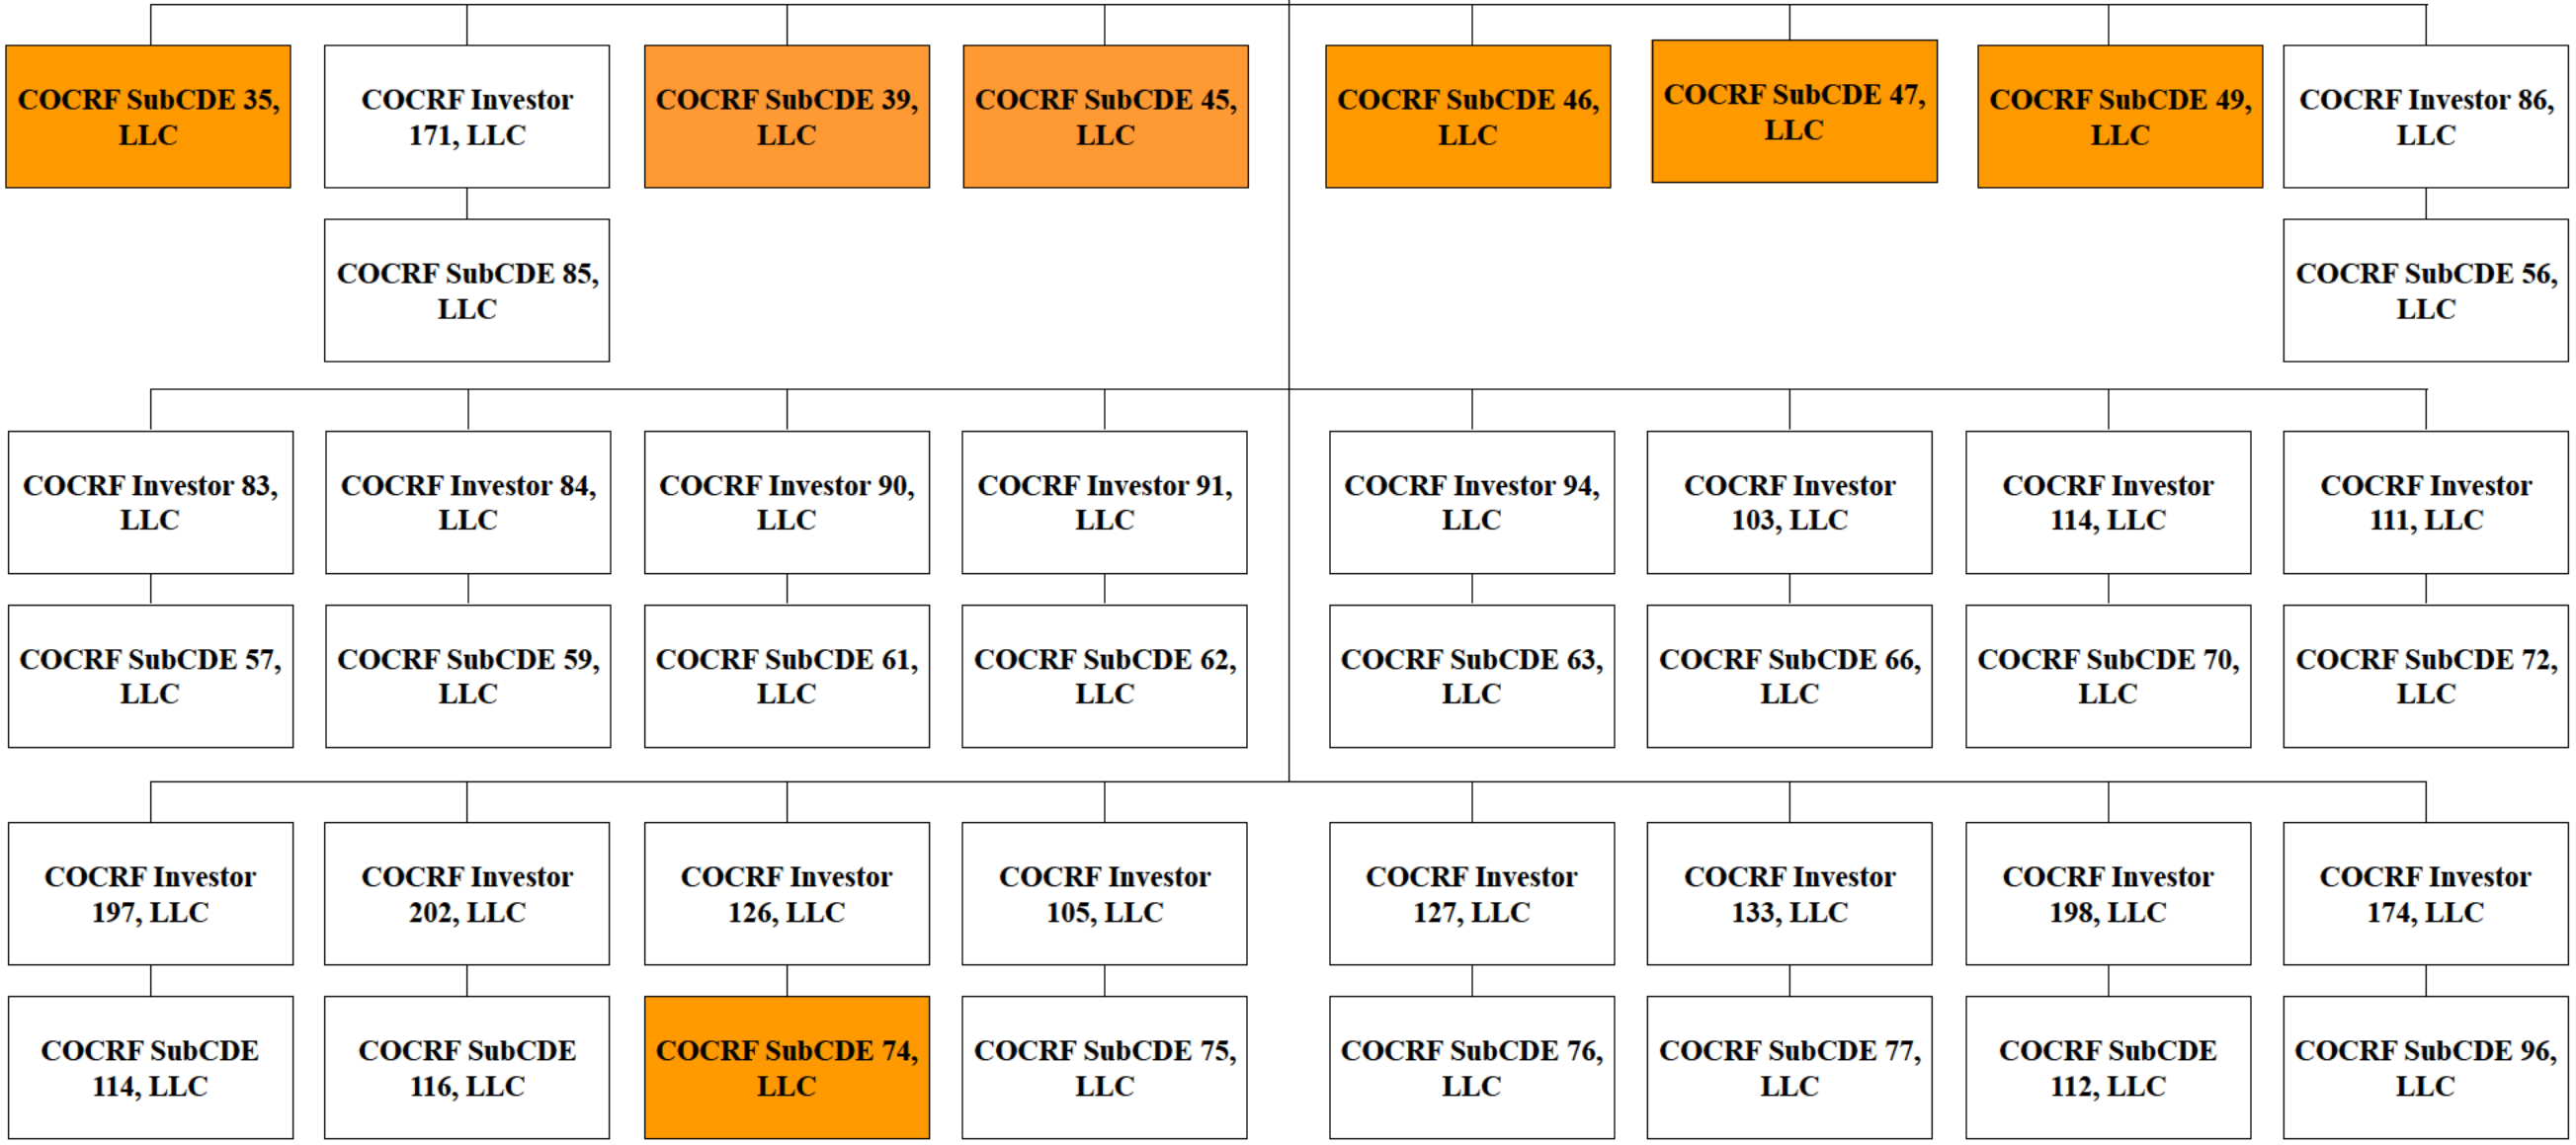 COCRF SubCDE 35,
LLC
COCRF Investor
171, LLC
COCRF SubCDE 39,
LLC
COCRF SubCDE 45,
LLC
COCRF SubCDE 46,
LLC
COCRF SubCDE 47,
LLC
COCRF SubCDE 49,
LLC
COCRF Investor 86,
LLC
COCRF SubCDE 85,
LLC
COCRF SubCDE 56,
LLC
COCRF Investor 83,
LLC
COCRF Investor 84,
LLC
COCRF Investor 90,
LLC
COCRF Investor 91,
LLC
COCRF Investor 94,
LLC
COCRF Investor
103, LLC
COCRF Investor
114, LLC
COCRF Investor
111, LLC
COCRF SubCDE 57,
LLC
COCRF SubCDE 59,
LLC
COCRF SubCDE 61,
LLC
COCRF SubCDE 62,
LLC
COCRF SubCDE 63,
LLC
COCRF SubCDE 66,
LLC
COCRF SubCDE 70,
LLC
COCRF SubCDE 72,
LLC
COCRF Investor
197, LLC
COCRF Investor
202, LLC
COCRF Investor
126, LLC
COCRF Investor
105, LLC
COCRF Investor
127, LLC
COCRF Investor
133, LLC
COCRF Investor
198, LLC
COCRF Investor
174, LLC
COCRF SubCDE
114, LLC
COCRF SubCDE
116, LLC
COCRF SubCDE 74,
LLC
COCRF SubCDE 75,
LLC
COCRF SubCDE 76,
LLC
COCRF SubCDE 77,
LLC
COCRF SubCDE
112, LLC
COCRF SubCDE 96,
LLC